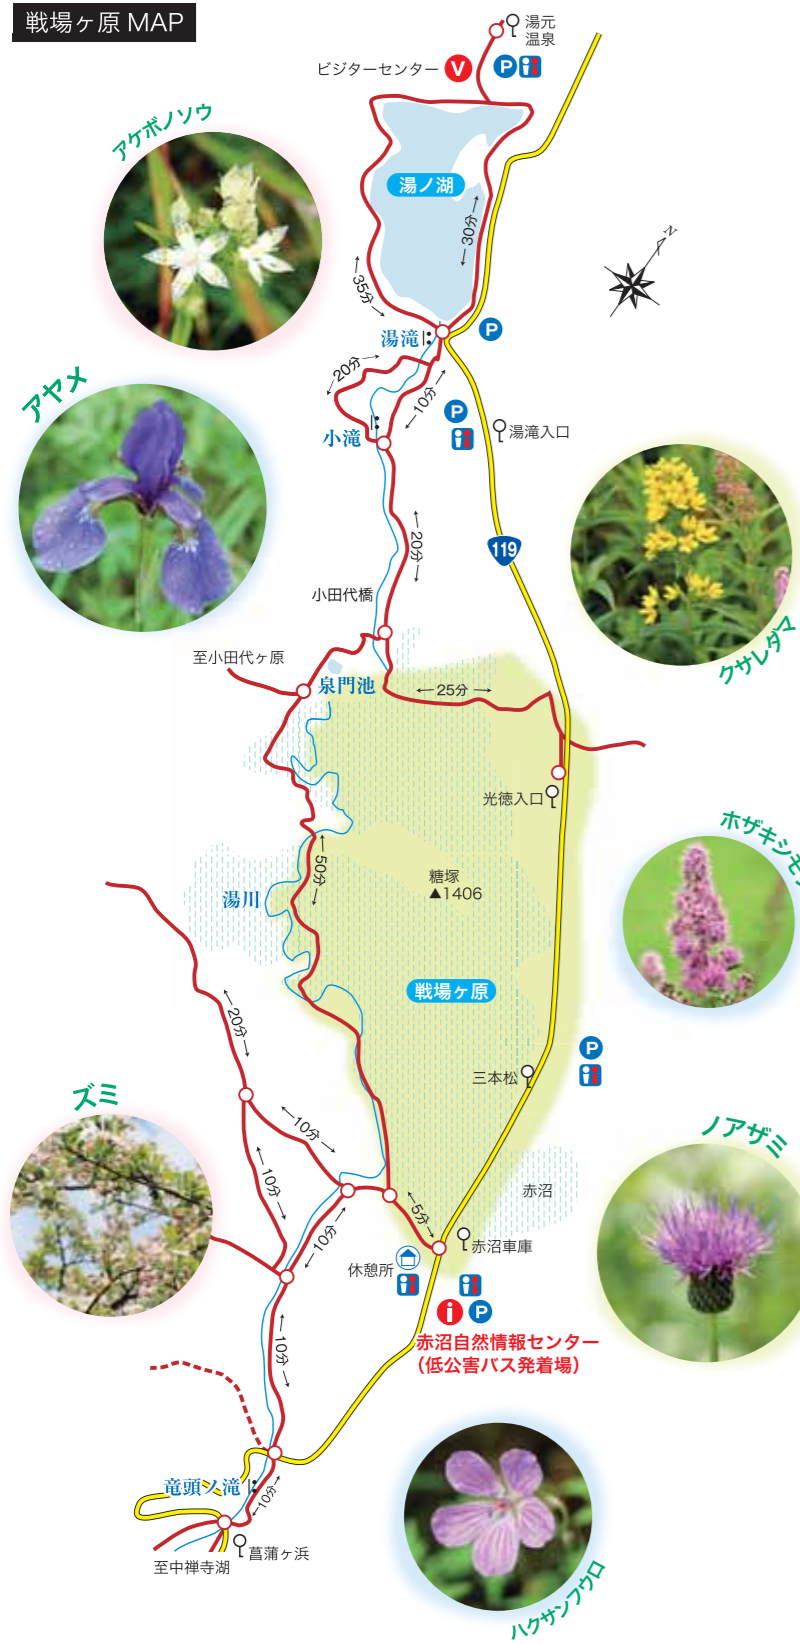 戦場ヶ原 MAP
湯元
温泉
ビジターセンター
V
P
アケボノソウ
湯ノ湖
30分
N
35分
湯滝
P
20分
10分
アヤメ
P
小滝
湯滝入口
20分
119
小田代橋
クサレダマ
至小田代ヶ原
泉門池
25分
光徳入口
ホザキシモ
50分
糖塚
▲1406
湯川
戦場ヶ原
20分
P
三本松
ズミ
10分
ノアザミ
10分
赤沼
5分
10分
赤沼車庫
休憩所
i
P
10分
赤沼自然情報センター
(低公害バス発着場)
竜頭ノ滝
10分
菖蒲ヶ浜
至中禅寺湖
ハクサンフウロ